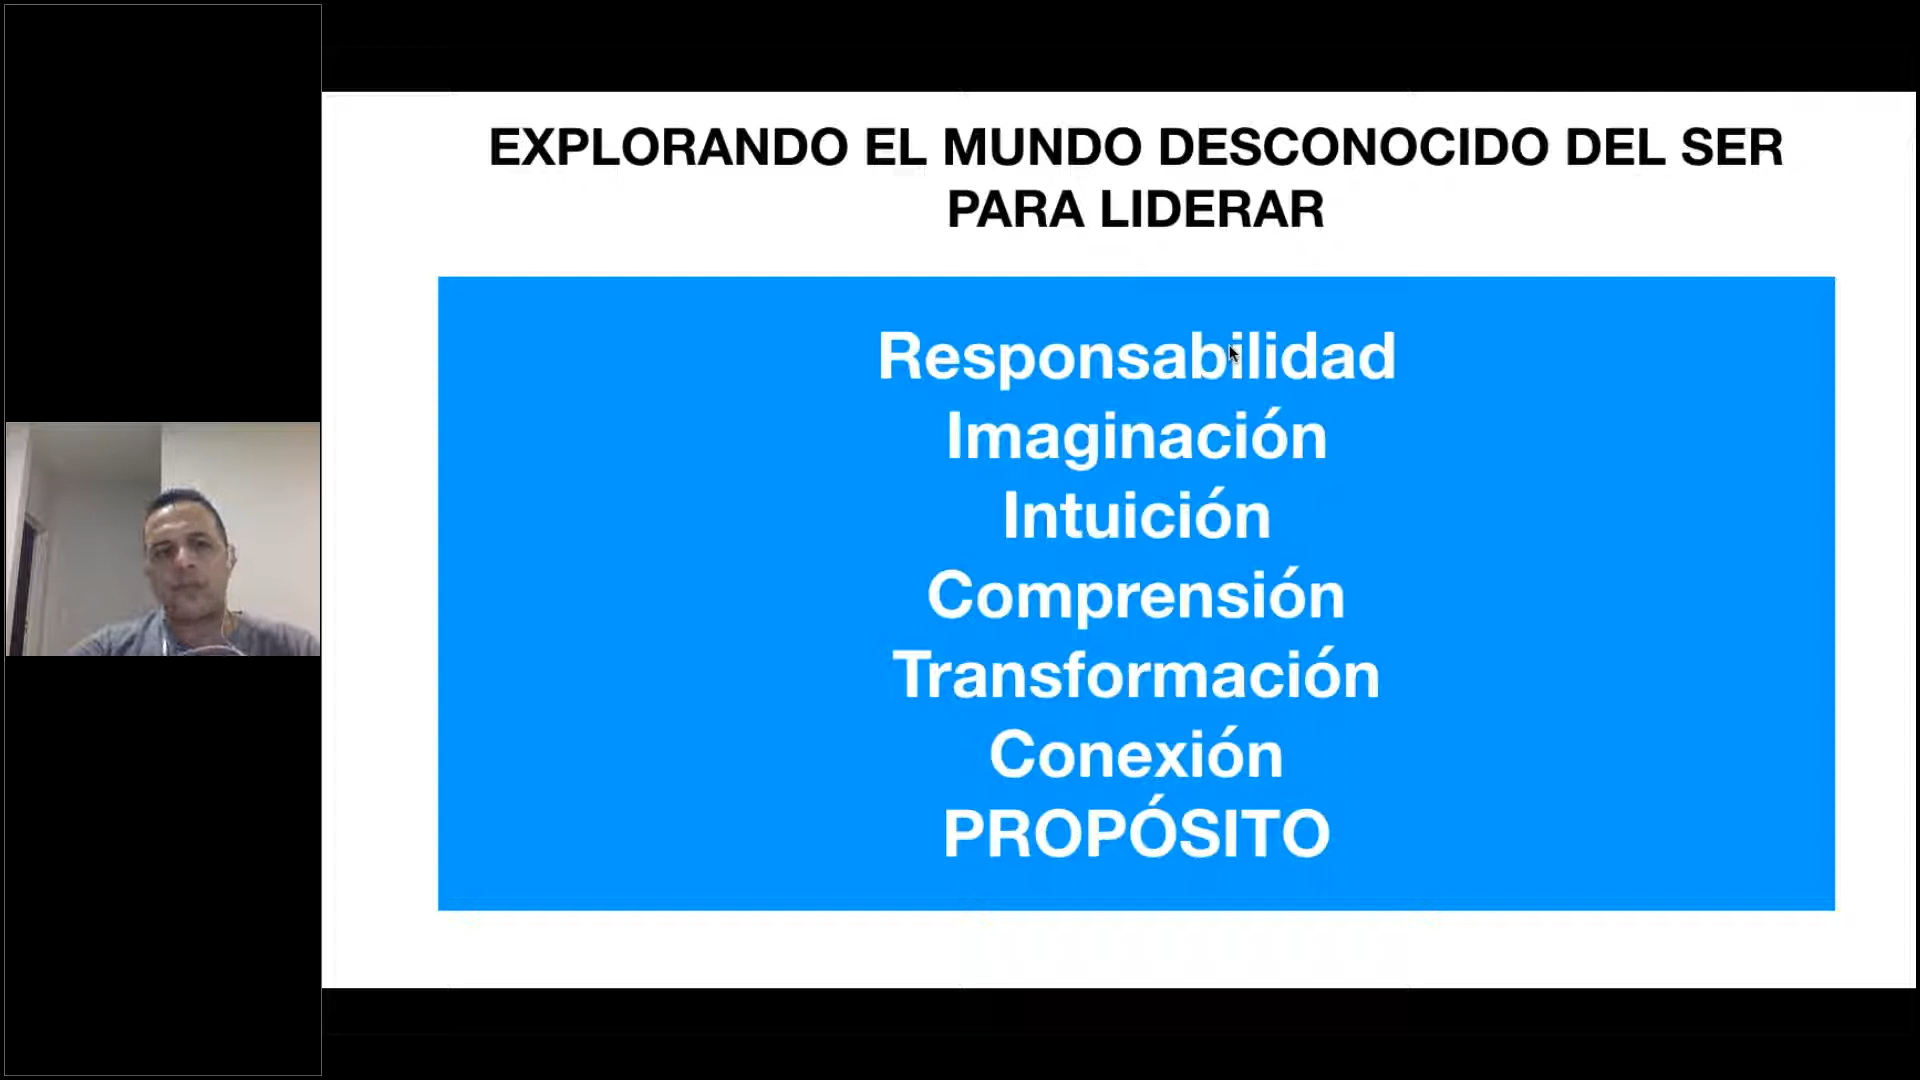 EXPLORANDO EL MUNDO DESCONOCIDO DEL SER
PARA LIDERAR
Responsabilidad
Imaginación
Intuición
Comprensión
Transformación
Conexión
PROPÓSITO